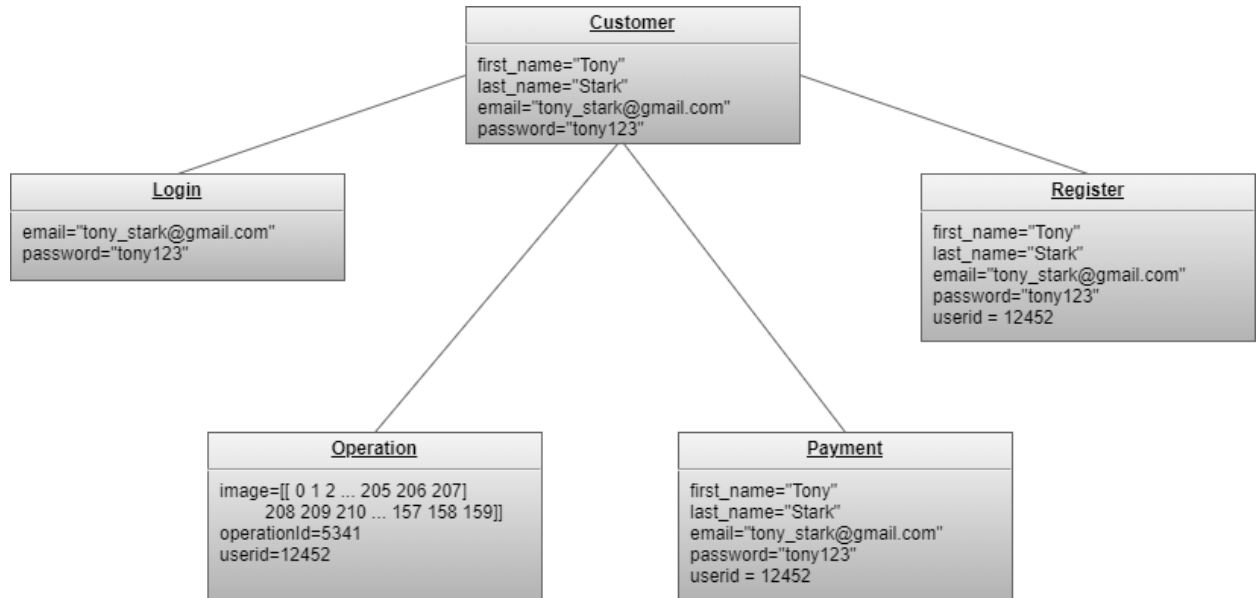 Customer
first_name="Tony"
last_name="Stark"
email="tony_stark@gmail.com"
password="tony123"
Login
email="tony_stark@gmail.com"
password="tony123"
Register
first_name="Tony"
last_name="Stark"
email="tony_stark@gmail.com"
password="tony123"
userid = 12452
Operation
image=[[ 0 1 2 ... 205 206 207]
208 209 210 ... 157 158 159]]
operationId=5341
userid=12452
Payment
first_name="Tony"
last_name="Stark"
email="tony_stark@gmail.com"
password="tony123"
userid = 12452